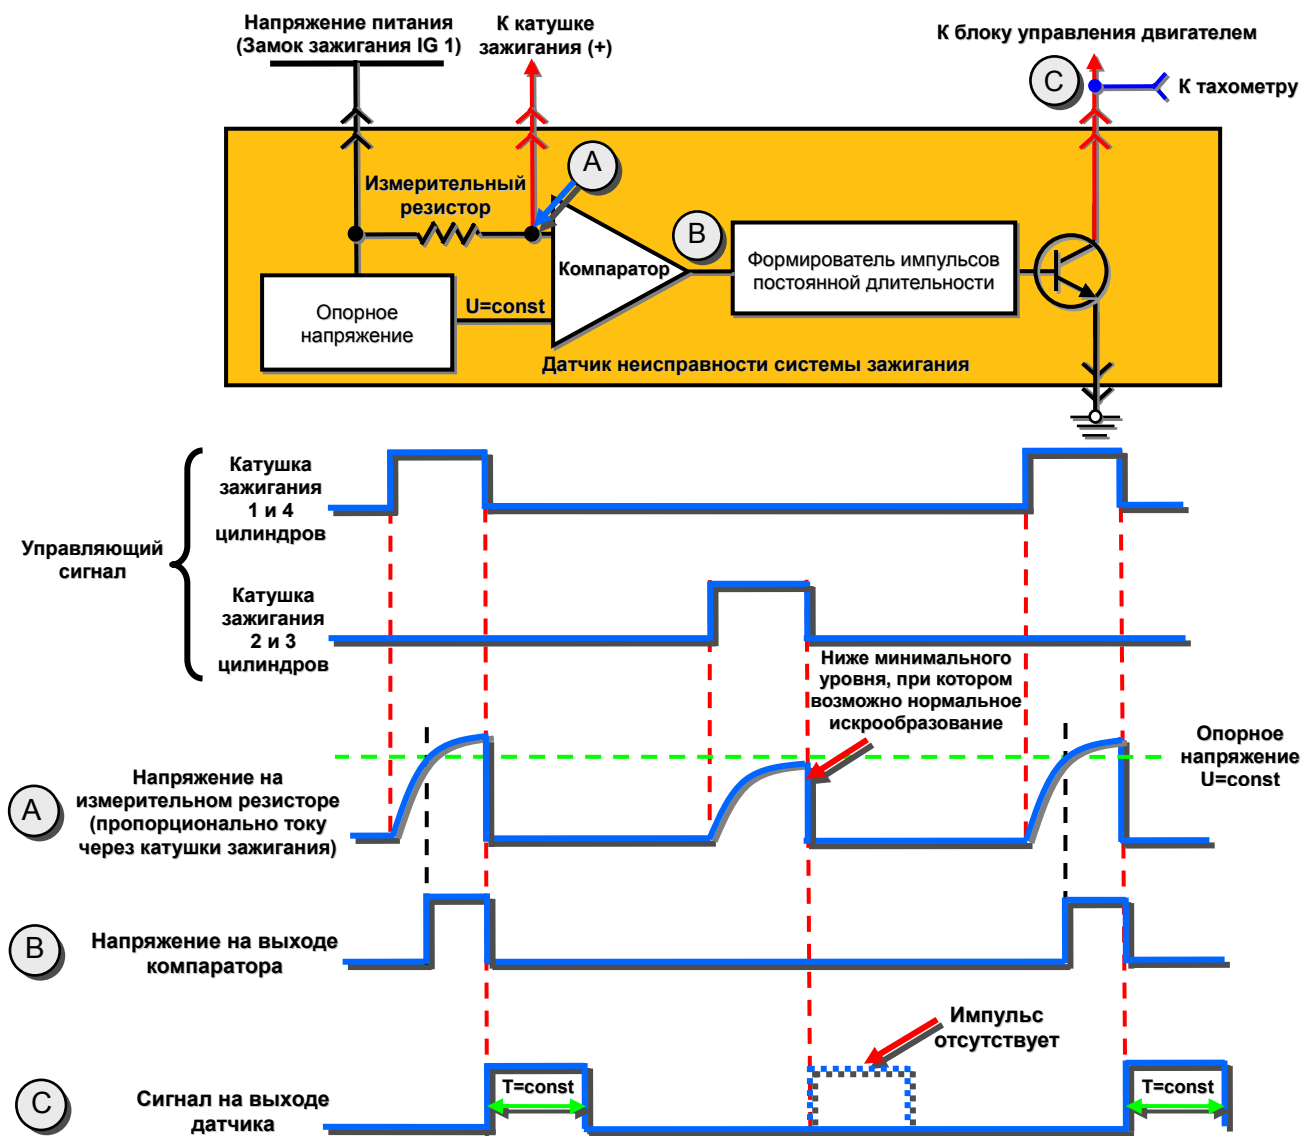 Напряжение питания
(Замок зажигания IG 1)
К катушке
зажигания (+)
К блоку управления двигателем
C
К тахометру
A
Измерительный
резистор
B
Компаратор
Формирователь импульсов
постоянной длительности
Опорное
напряжение
U=const
Датчик неисправности системы зажигания
Управляющий
сигнал
Катушка
зажигания
1 и 4
цилиндров
Катушка
зажигания
2 и 3
цилиндров
Ниже минимального
уровня, при котором
возможно нормальное
искрообразование
Опорное
напряжение
U=const
A
Напряжение на
измерительном резисторе
(пропорционально току
через катушки зажигания)
B
Напряжение на выходе
компаратора
Импульс
отсутствует
C
Сигнал на выходе
датчика
T=const
T=const